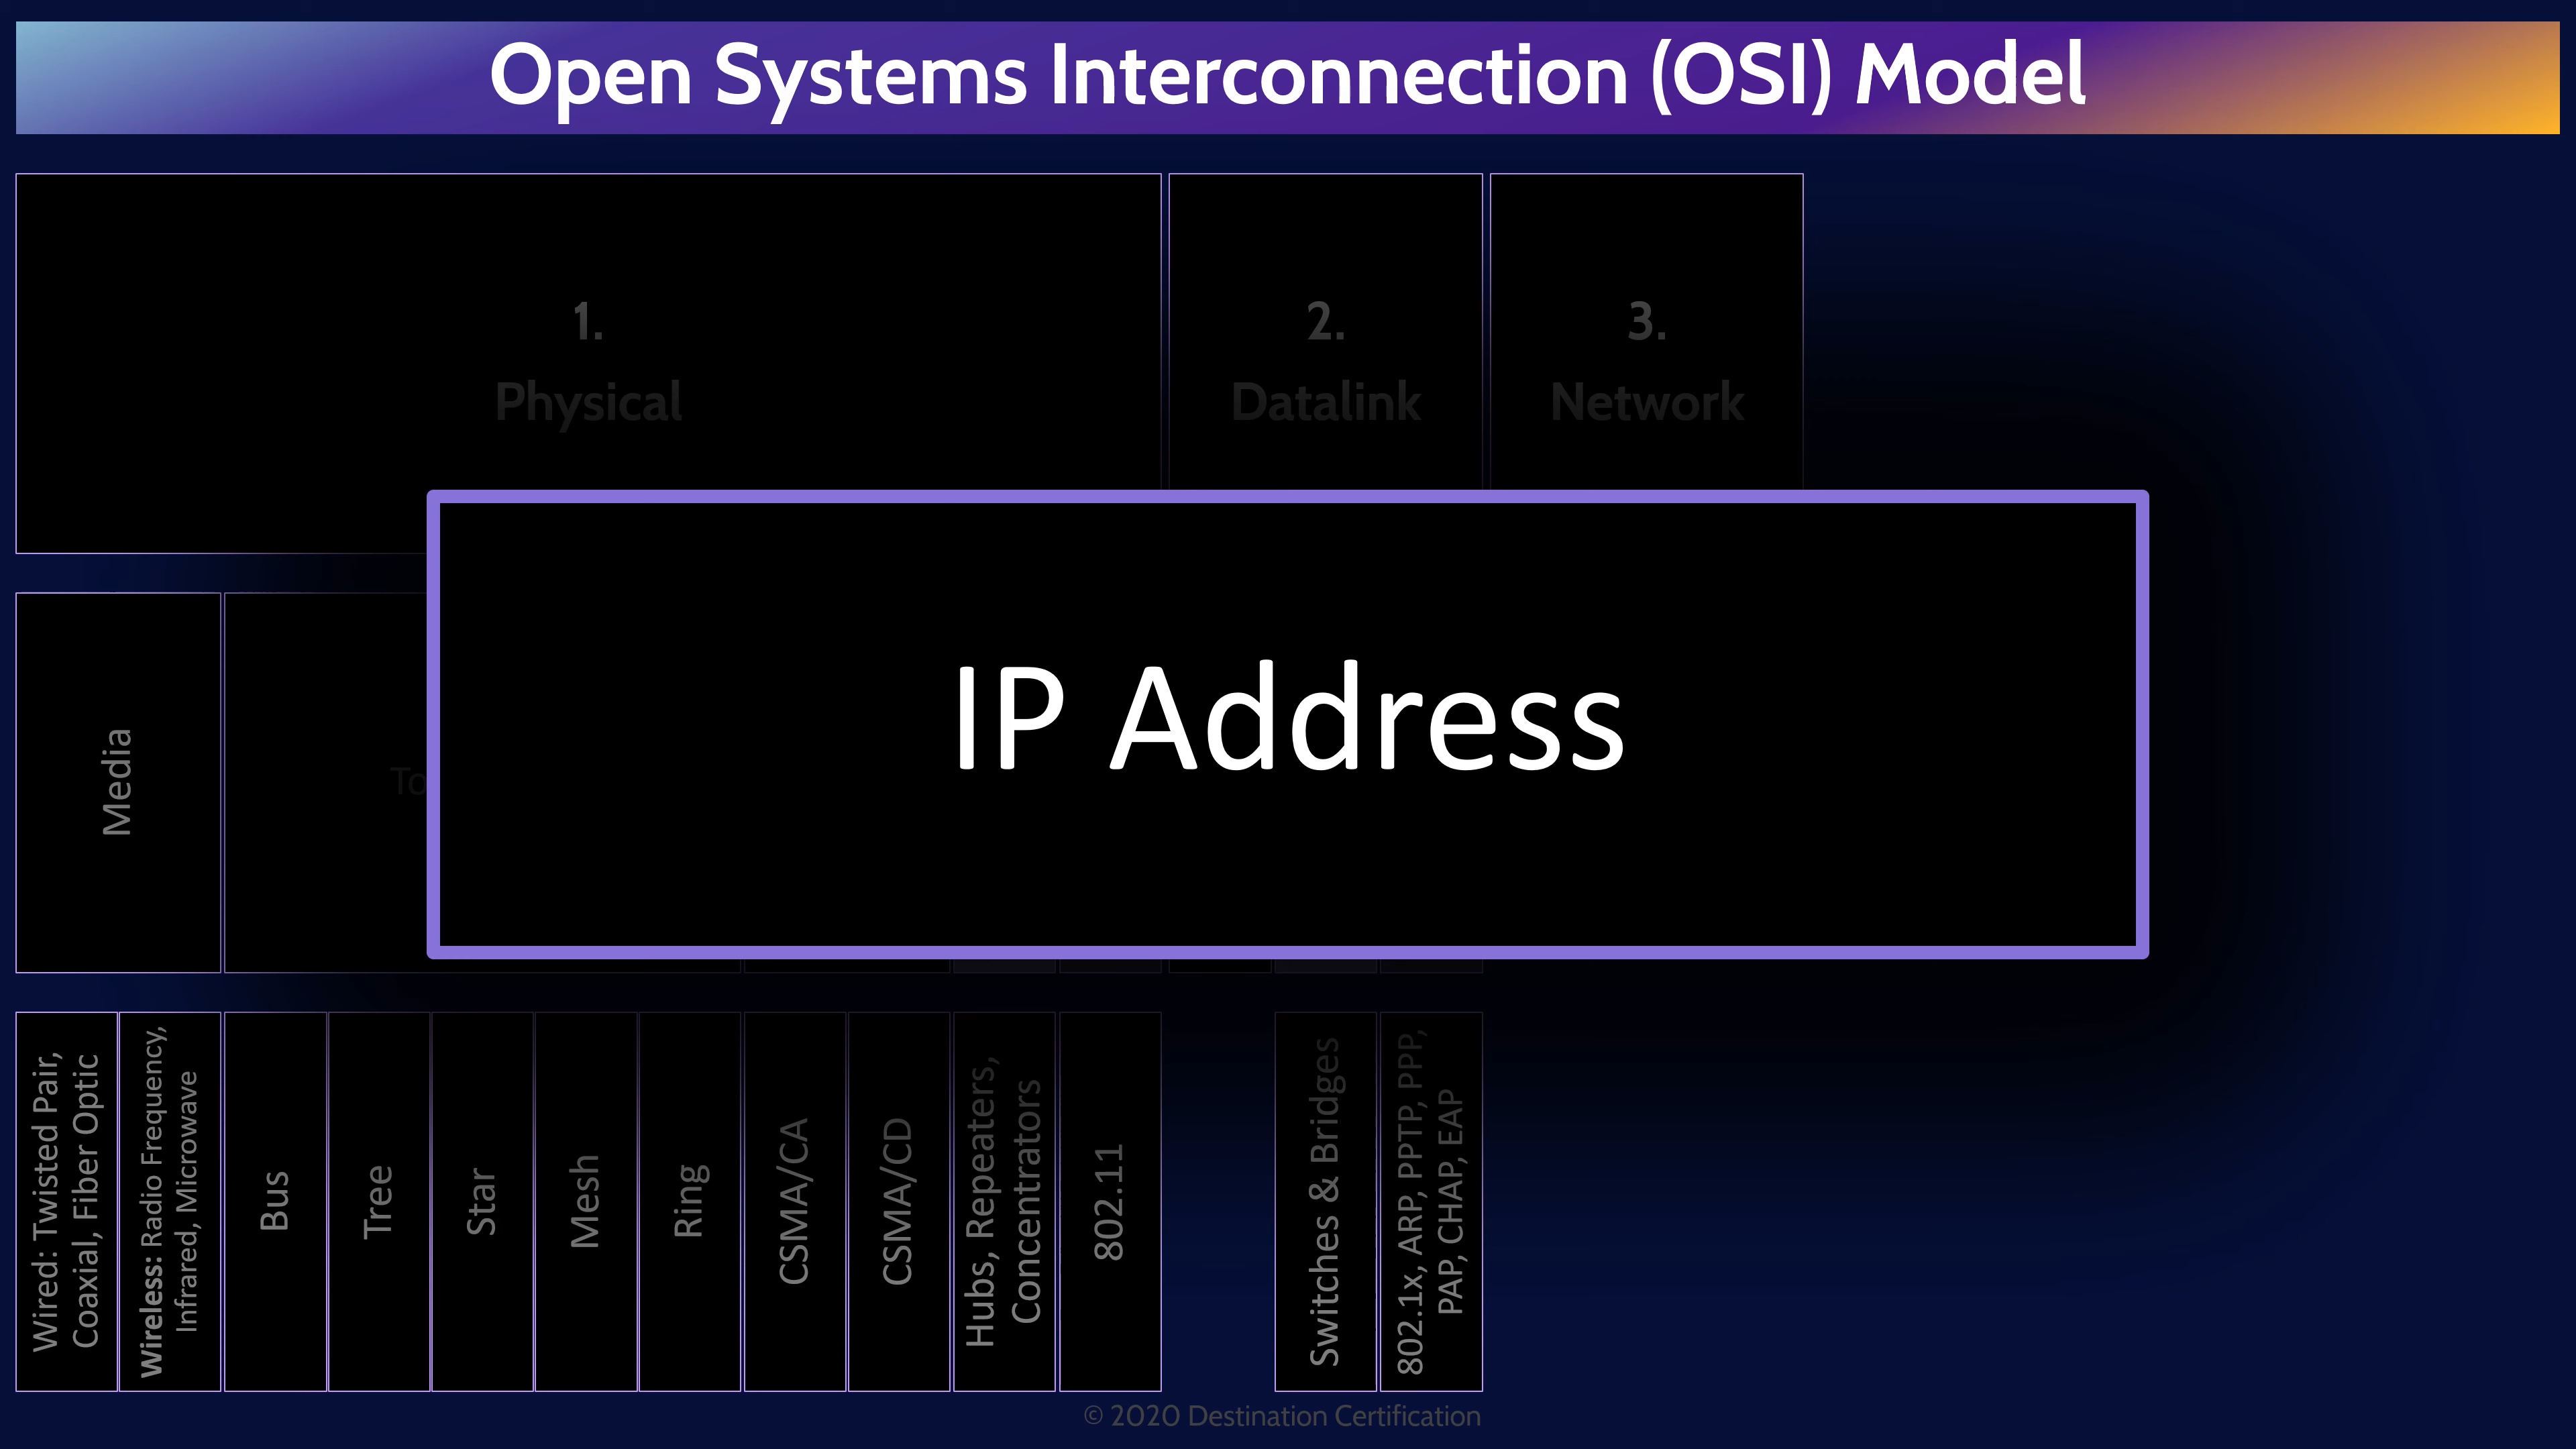 Open Systems Interconnection (OSI) Model
1.
Physical
2.
Datalink
3.
Network
IP Address
Media
To
Wired: Twisted Pair,
Coaxial, Fiber Optic
Wireless: Radio Frequency,
Infrared, Microwave
Bus
Tree
Star
Mesh
Ring
CSMA/CA
CSMA/CD
Hubs, Repeaters,
Concentrators
802.11
Switches & Bridges
802.1x, ARP, PPTP, PPP,
PAP, CHAP, EAP
© 2020 Destination Certification